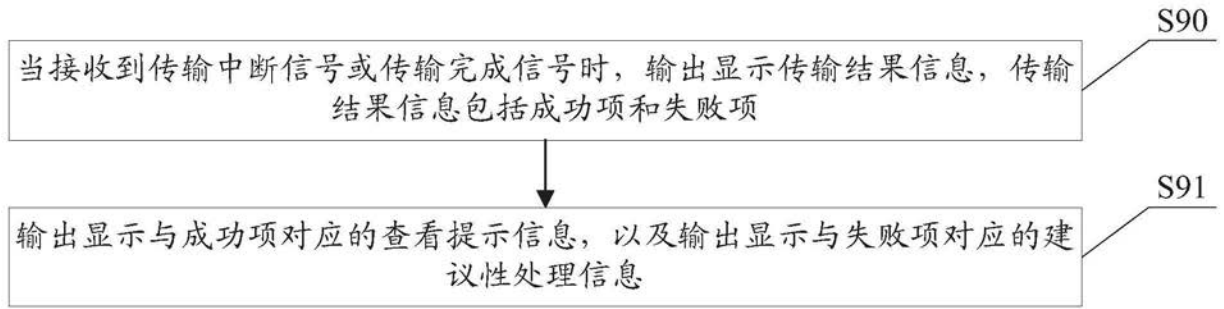 S90
当接收到传输中断信号或传输完成信号时，输出显示传输结果信息，传输
结果信息包括成功项和失败项
S91
输出显示与成功项对应的查看提示信息，以及输出显示与失败项对应的建
议性处理信息